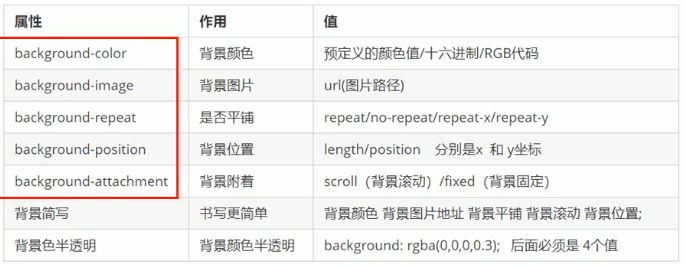 属性 作用 值
background-color 背景颜色 预定义的颜色值/十六进制/RGB代码
background-image 背景图片 url(图片路径)
background-repeat 是否平铺 repeat/no-repeat/repeat-x/repeat-y
background-position 背景位置 length/position 分别是x 和 y坐标
background-attachment 背景附着 scroll（背景滚动）/fixed（背景固定）
背景简写 书写更简单 背景颜色 背景图片地址 背景平铺 背景滚动 背景位置;
背景色半透明 背景颜色半透明 background: rgba(0,0,0,0.3); 后面必须是 4个值